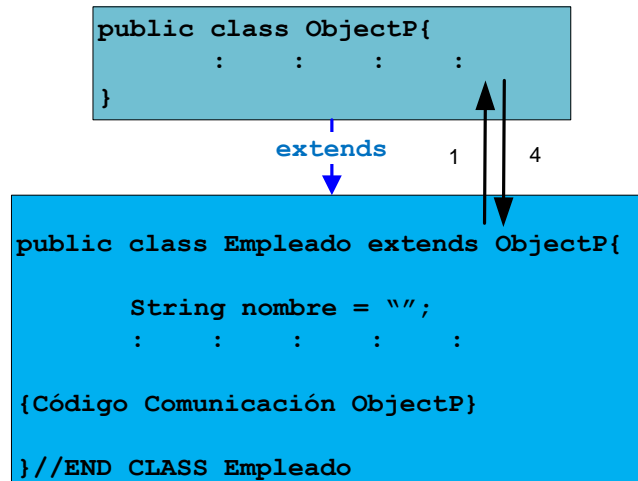 public class ObjectP{
: : : :
}
extends
1 4
public class Empleado extends ObjectP{
String nombre = “”;
: : : : :
{Código Comunicación ObjectP}
}//END CLASS Empleado